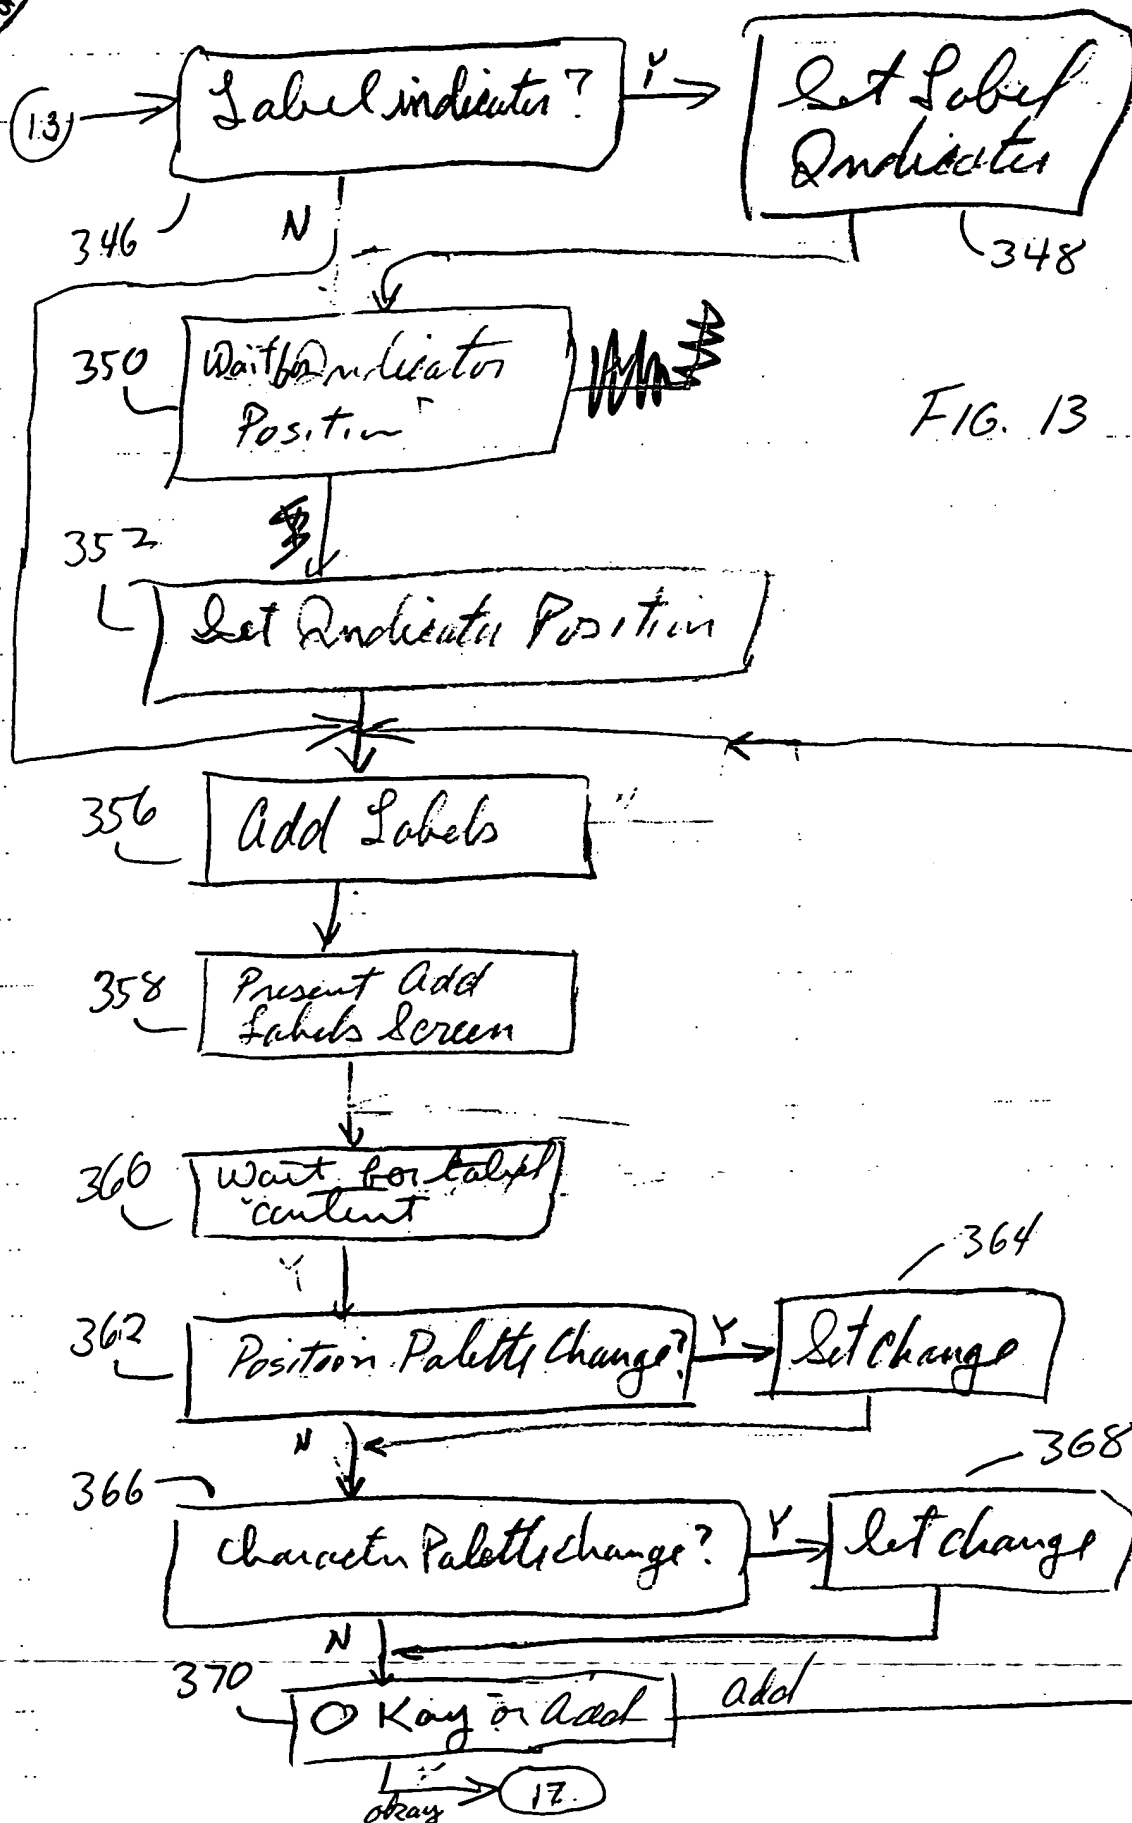 13
Label indicator?
Y
Set Label
Indicator
346
N
348
350
Wait for Indicator
Position
FIG. 13
352
Set Indicator Position
356
Add Labels
358
Present Add
Labels Screen
360
Wait for Label
content
Y
364
362
Position Palette Change?
Y
Set Change
N
368
366
Character Palette change?
Y
Set change
N
370
O Kay or Add
add
okay
17.